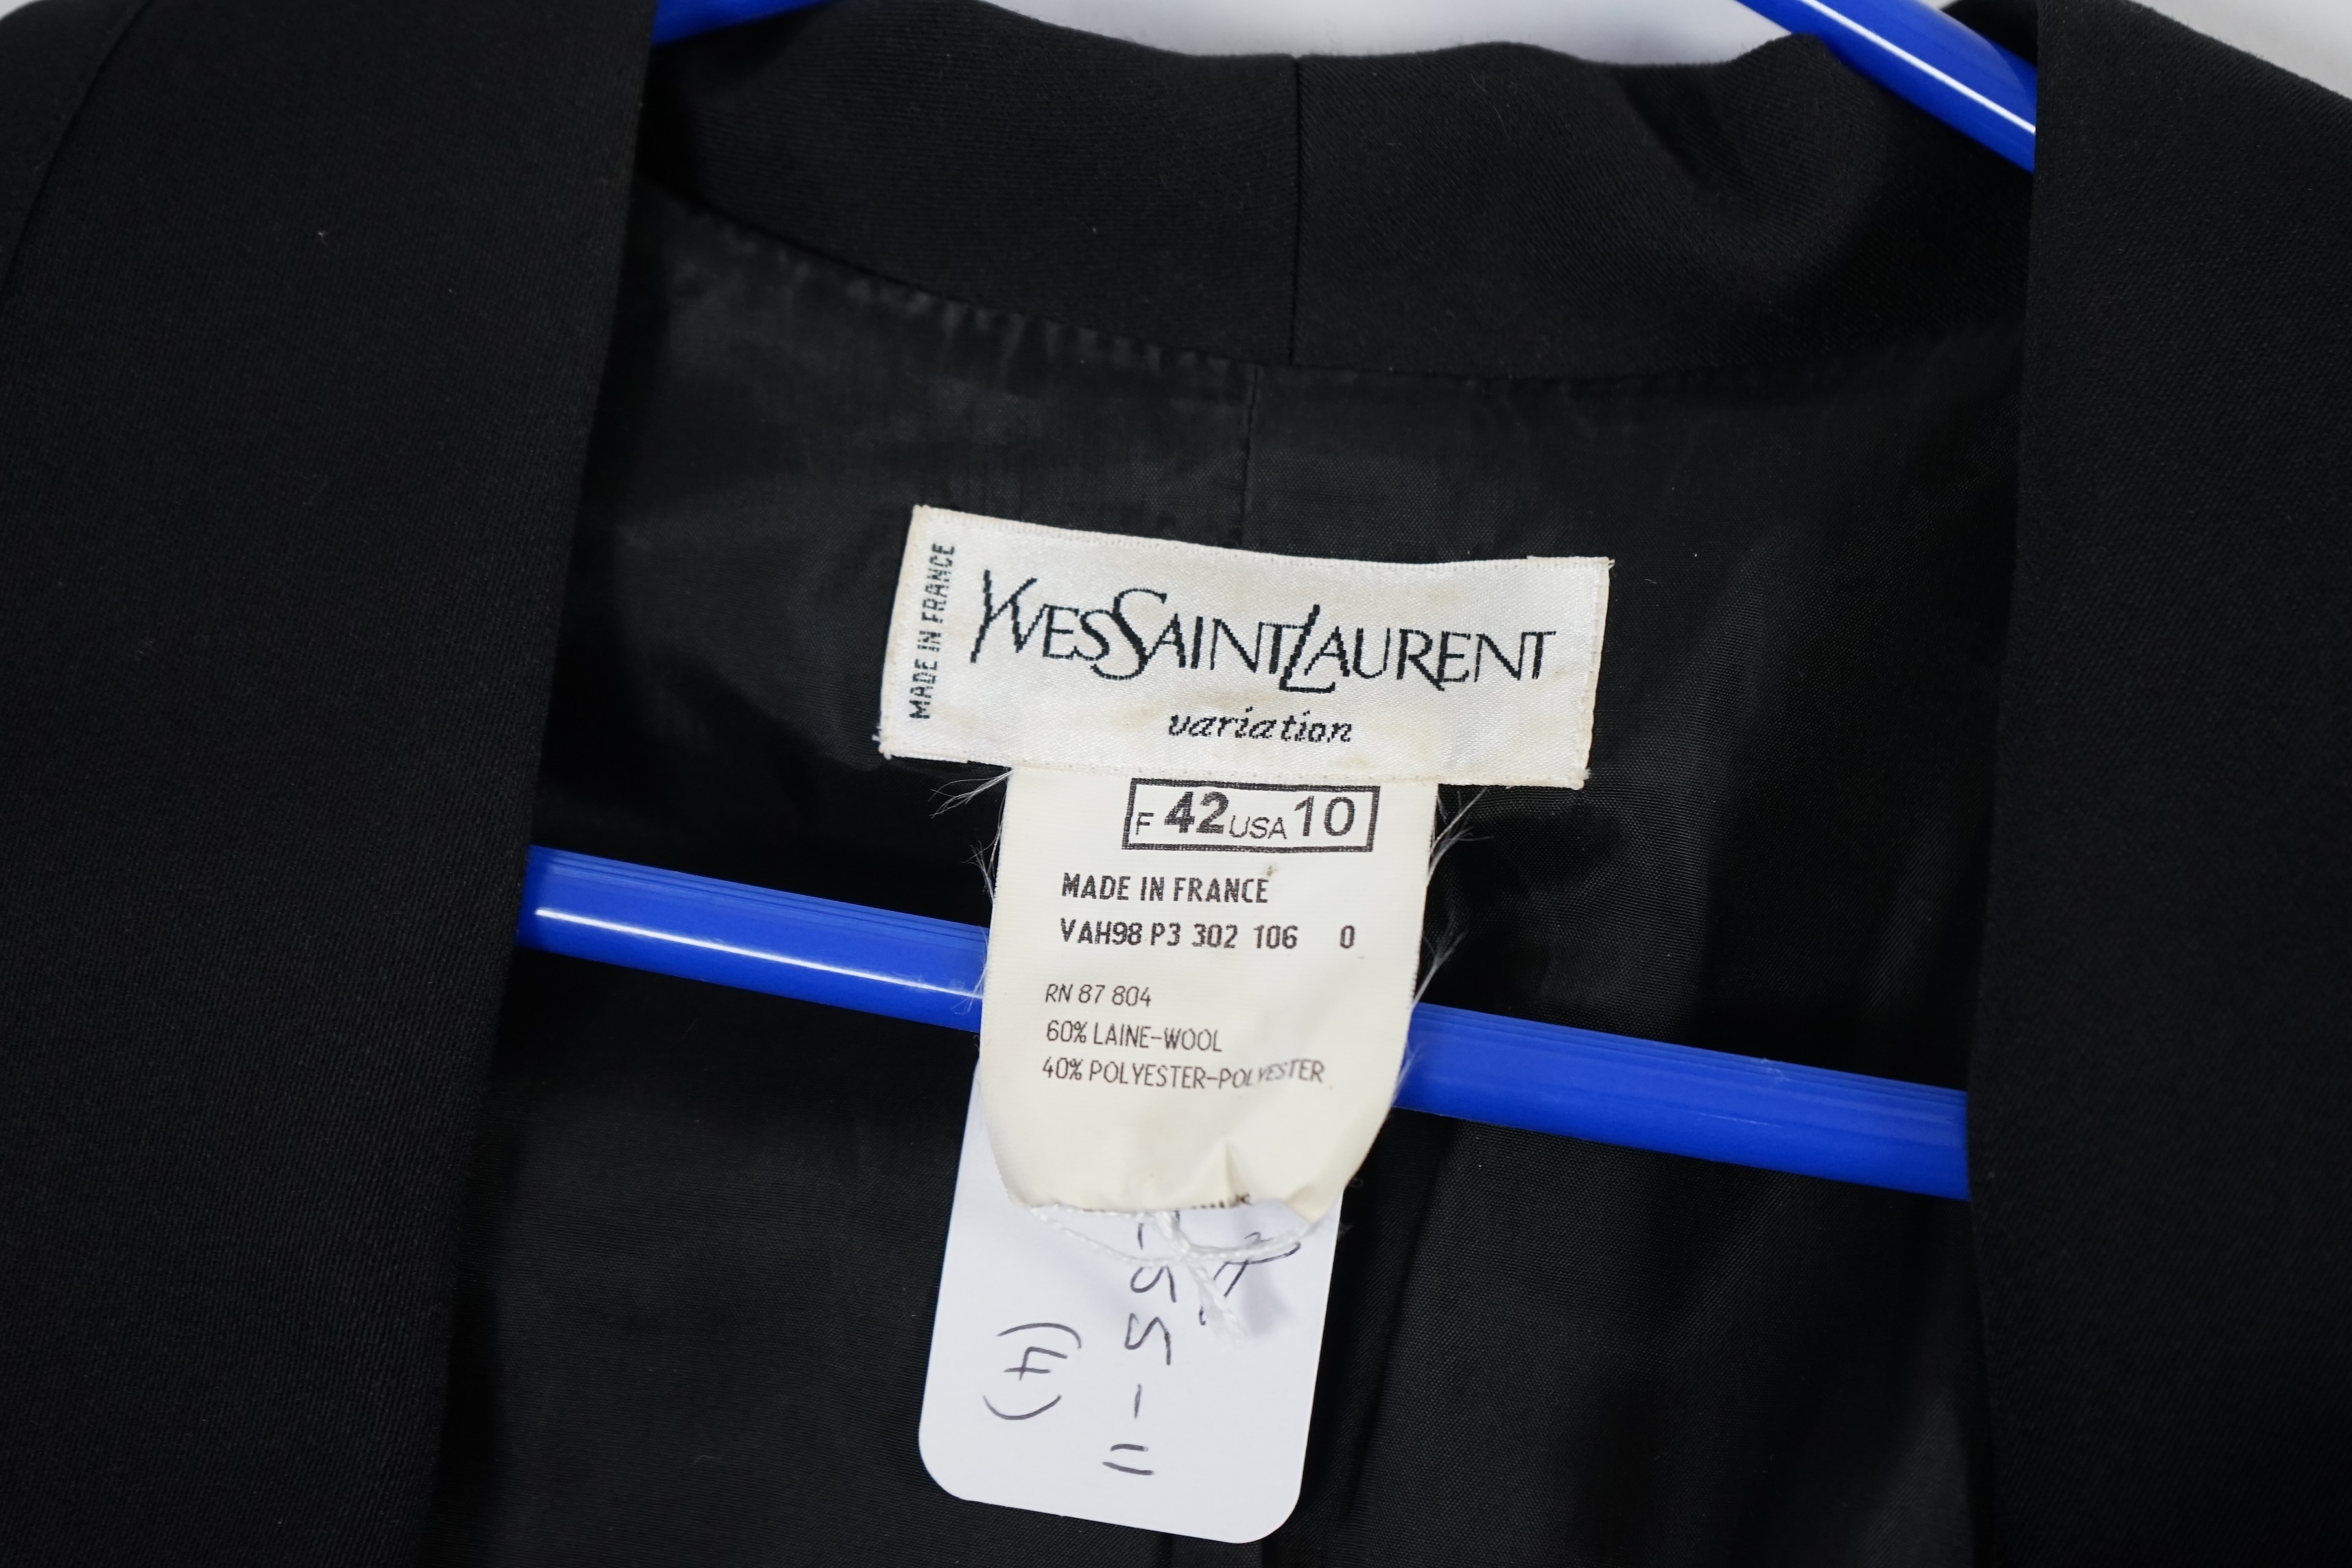 MADE IN FRANCE
YVESSAINTLAURENT
variation
F 42 USA 10
MADE IN FRANCE
VAH98 P3 302 106 0
RN 87 804
60% LAINE-WOOL
40% POLYESTER-POLYESTER
(4)